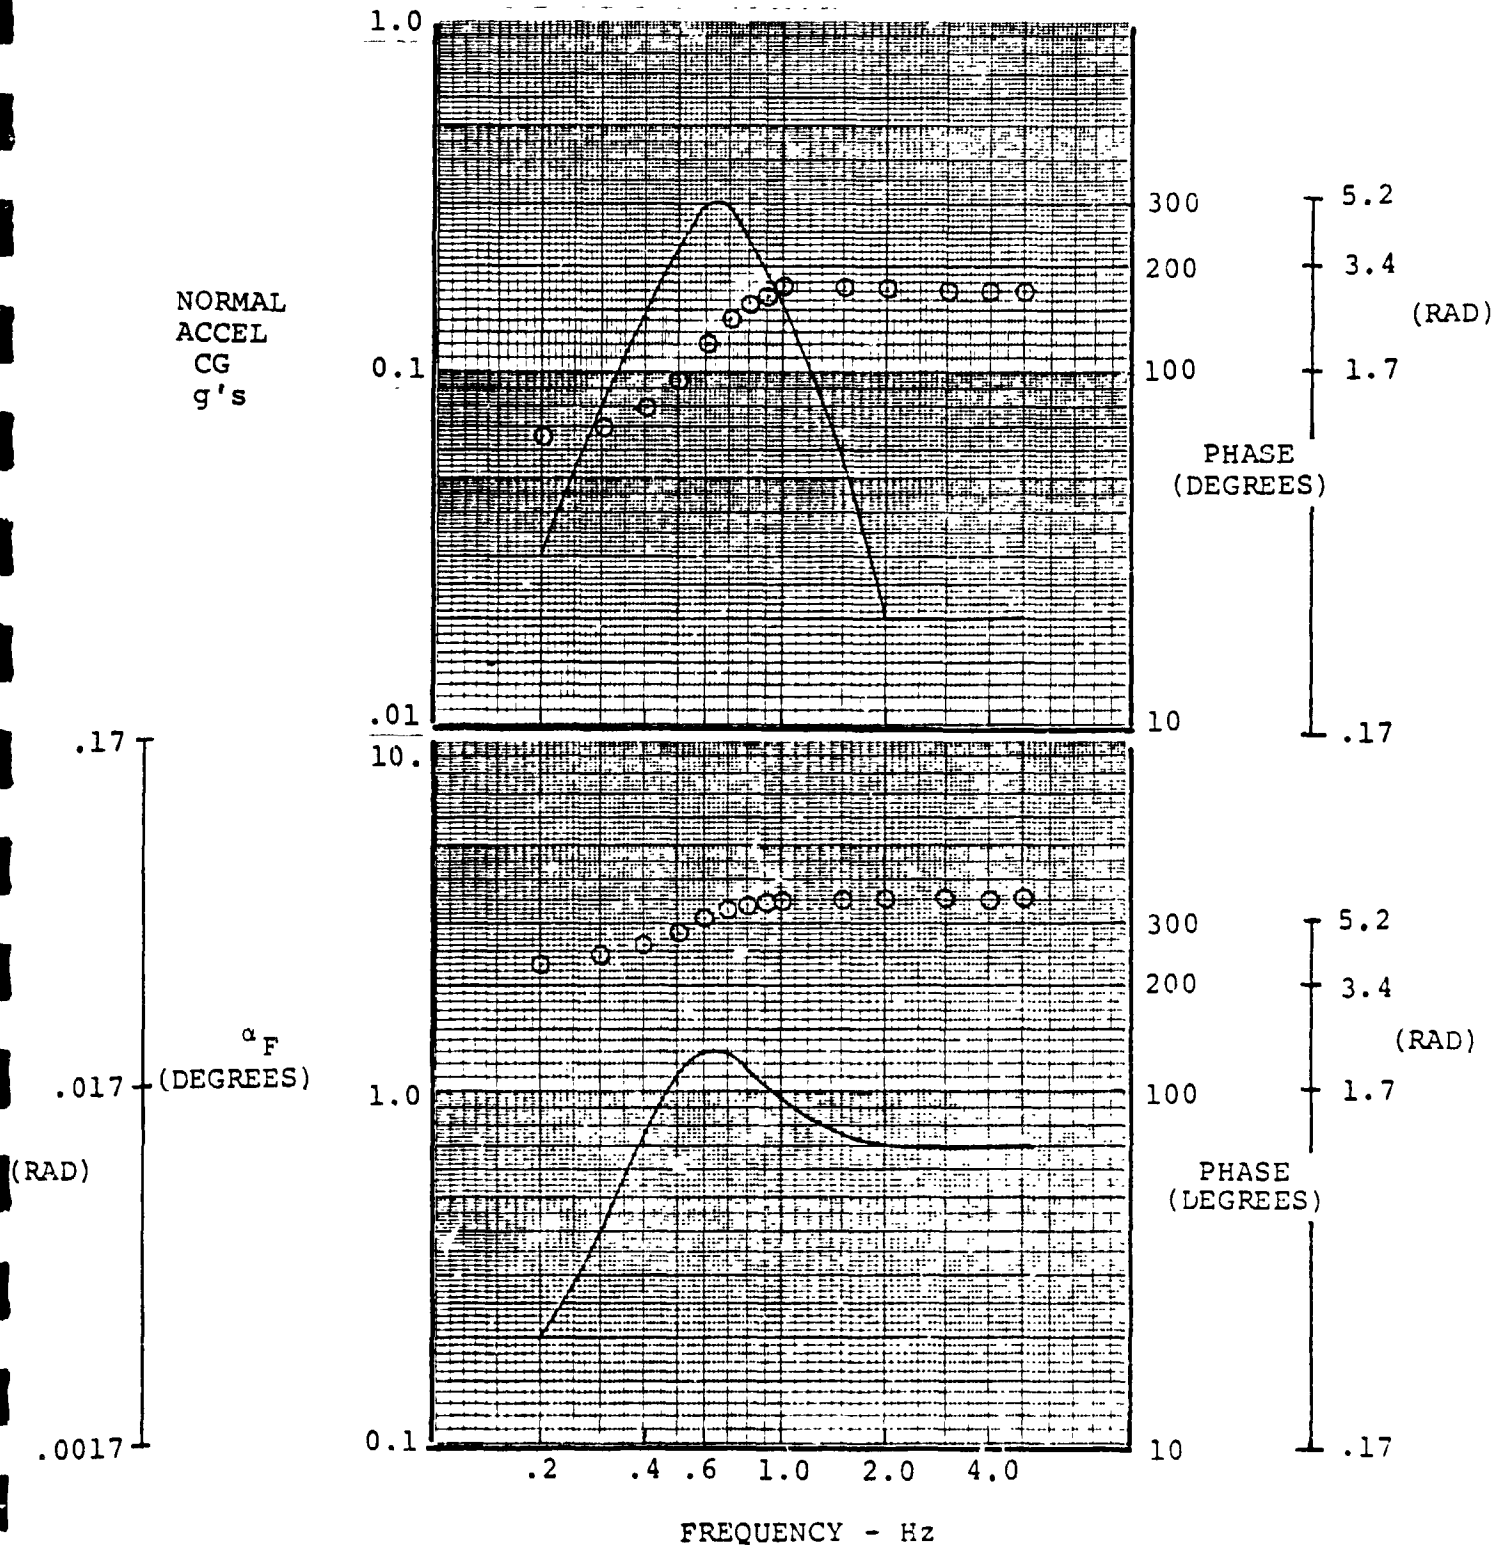 1.0
300
5.2
200
3.4
NORMAL
ACCEL
CG
g's
(RAD)
0.1
100
1.7
PHASE
(DEGREES)
.01
10
.17
.17
10.
300
5.2
200
3.4
αF
(DEGREES)
(RAD)
.017
1.0
100
1.7
(RAD)
PHASE
(DEGREES)
.0017
0.1
10
.17
.2 .4 .6 1.0 2.0 4.0
FREQUENCY - Hz